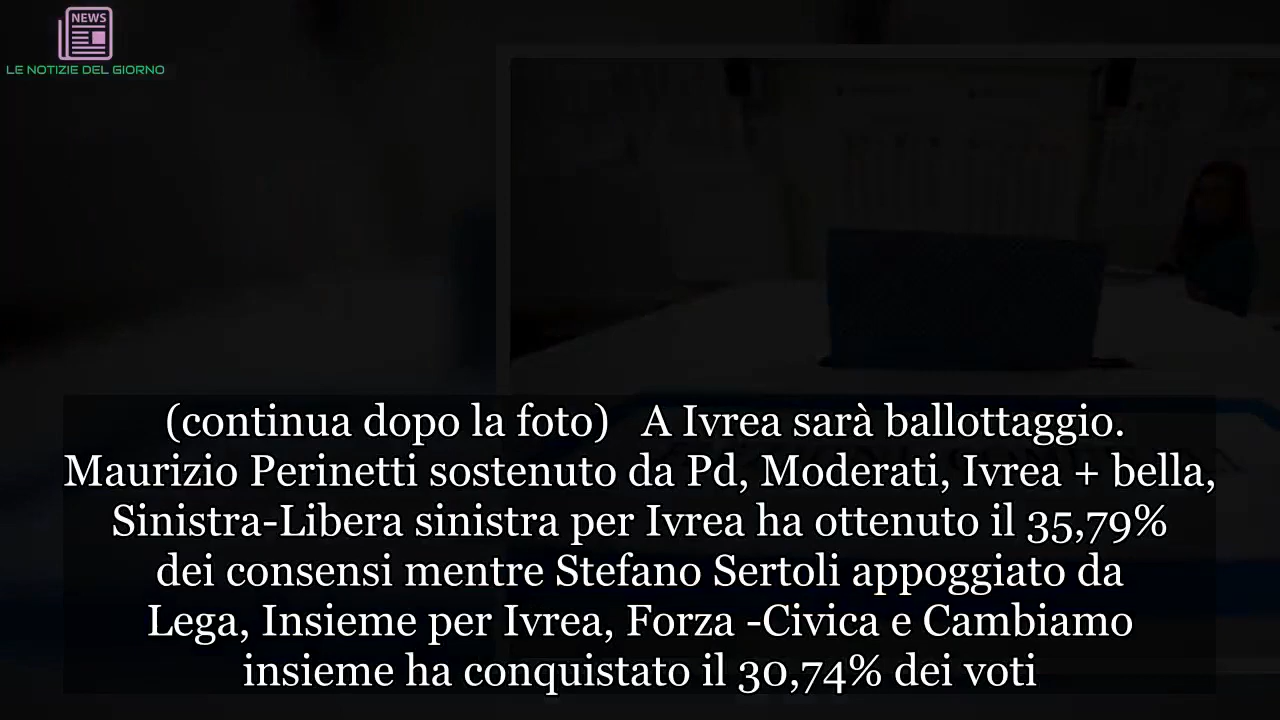 NEWS
LE NOTIZIE DEL GIORNO
(continua dopo la foto)   A Ivrea sarà ballottaggio.
Maurizio Perinetti sostenuto da Pd, Moderati, Ivrea + bella,
Sinistra-Libera sinistra per Ivrea ha ottenuto il 35,79%
dei consensi mentre Stefano Sertoli appoggiato da
Lega, Insieme per Ivrea, Forza -Civica e Cambiamo
insieme ha conquistato il 30,74% dei voti